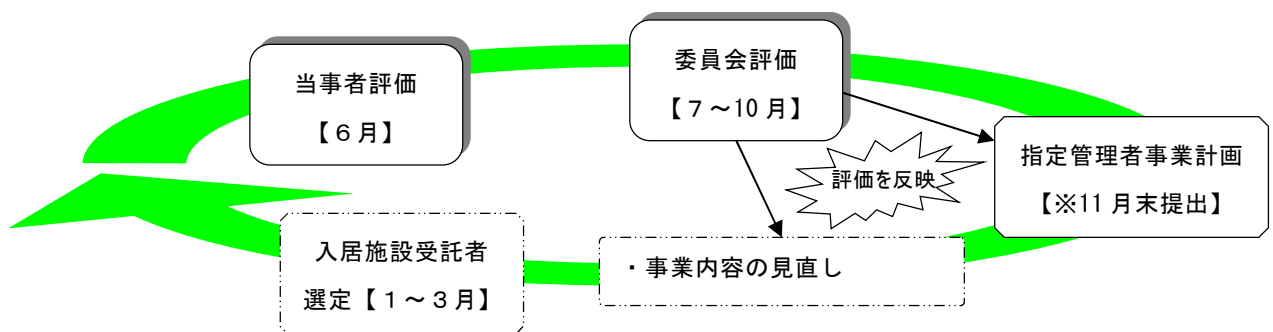 当事者評価
【６月】
委員会評価
【７～10 月】
評価を反映
指定管理者事業計画
【※11 月末提出】
・事業内容の見直し
入居施設受託者
選定【１～３月】